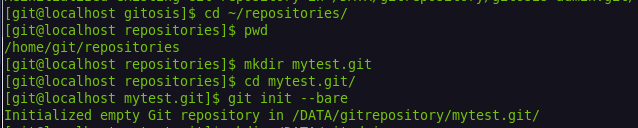 [git@localhost gitosis]$ cd ~/repositories/
[git@localhost repositories]$ pwd
/home/git/repositories
[git@localhost repositories]$ mkdir mytest.git
[git@localhost repositories]$ cd mytest.git/
[git@localhost mytest.git]$ git init --bare
Initialized empty Git repository in /DATA/gitrepository/mytest.git/